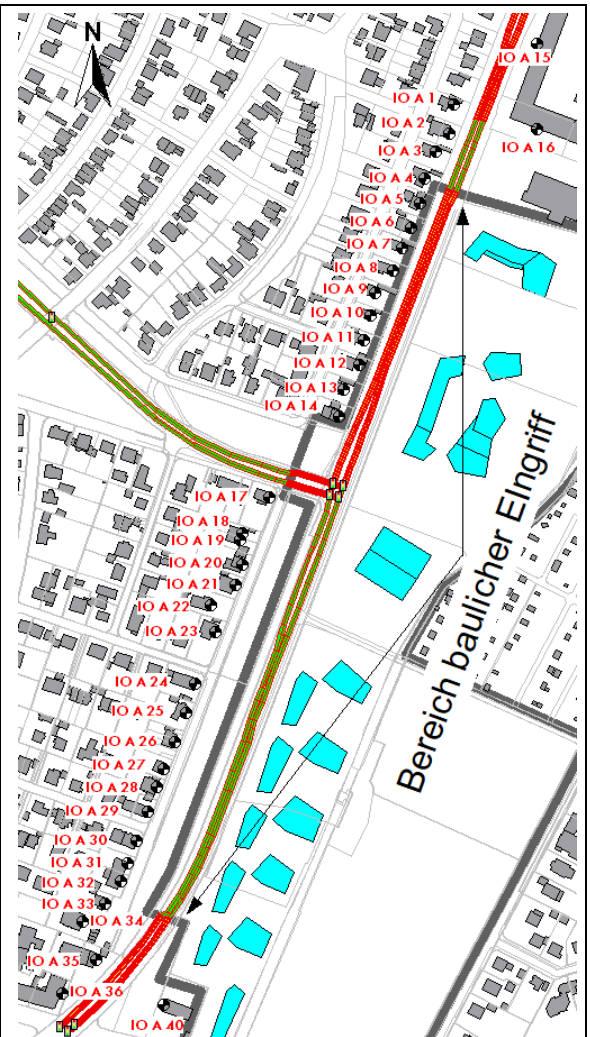 N
IO A 15
IO A 1
IO A 2
IO A 16
IO A 3
IO A 4
IO A 5
IO A 6
IO A 7
IO A 8
IO A 9
IO A 10
IO A 11
IO A 12
IO A 13
IO A 14
Bereich baulicher EIngriff
IO A 17
IO A 18
IO A 19
IO A 20
IO A 21
IO A 22
IO A 23
IO A 24
IO A 25
IO A 26
IO A 27
IO A 28
IO A 29
IO A 30
IO A 31
IO A 32
IO A 33
IO A 34
IO A 35
IO A 36
IO A 40